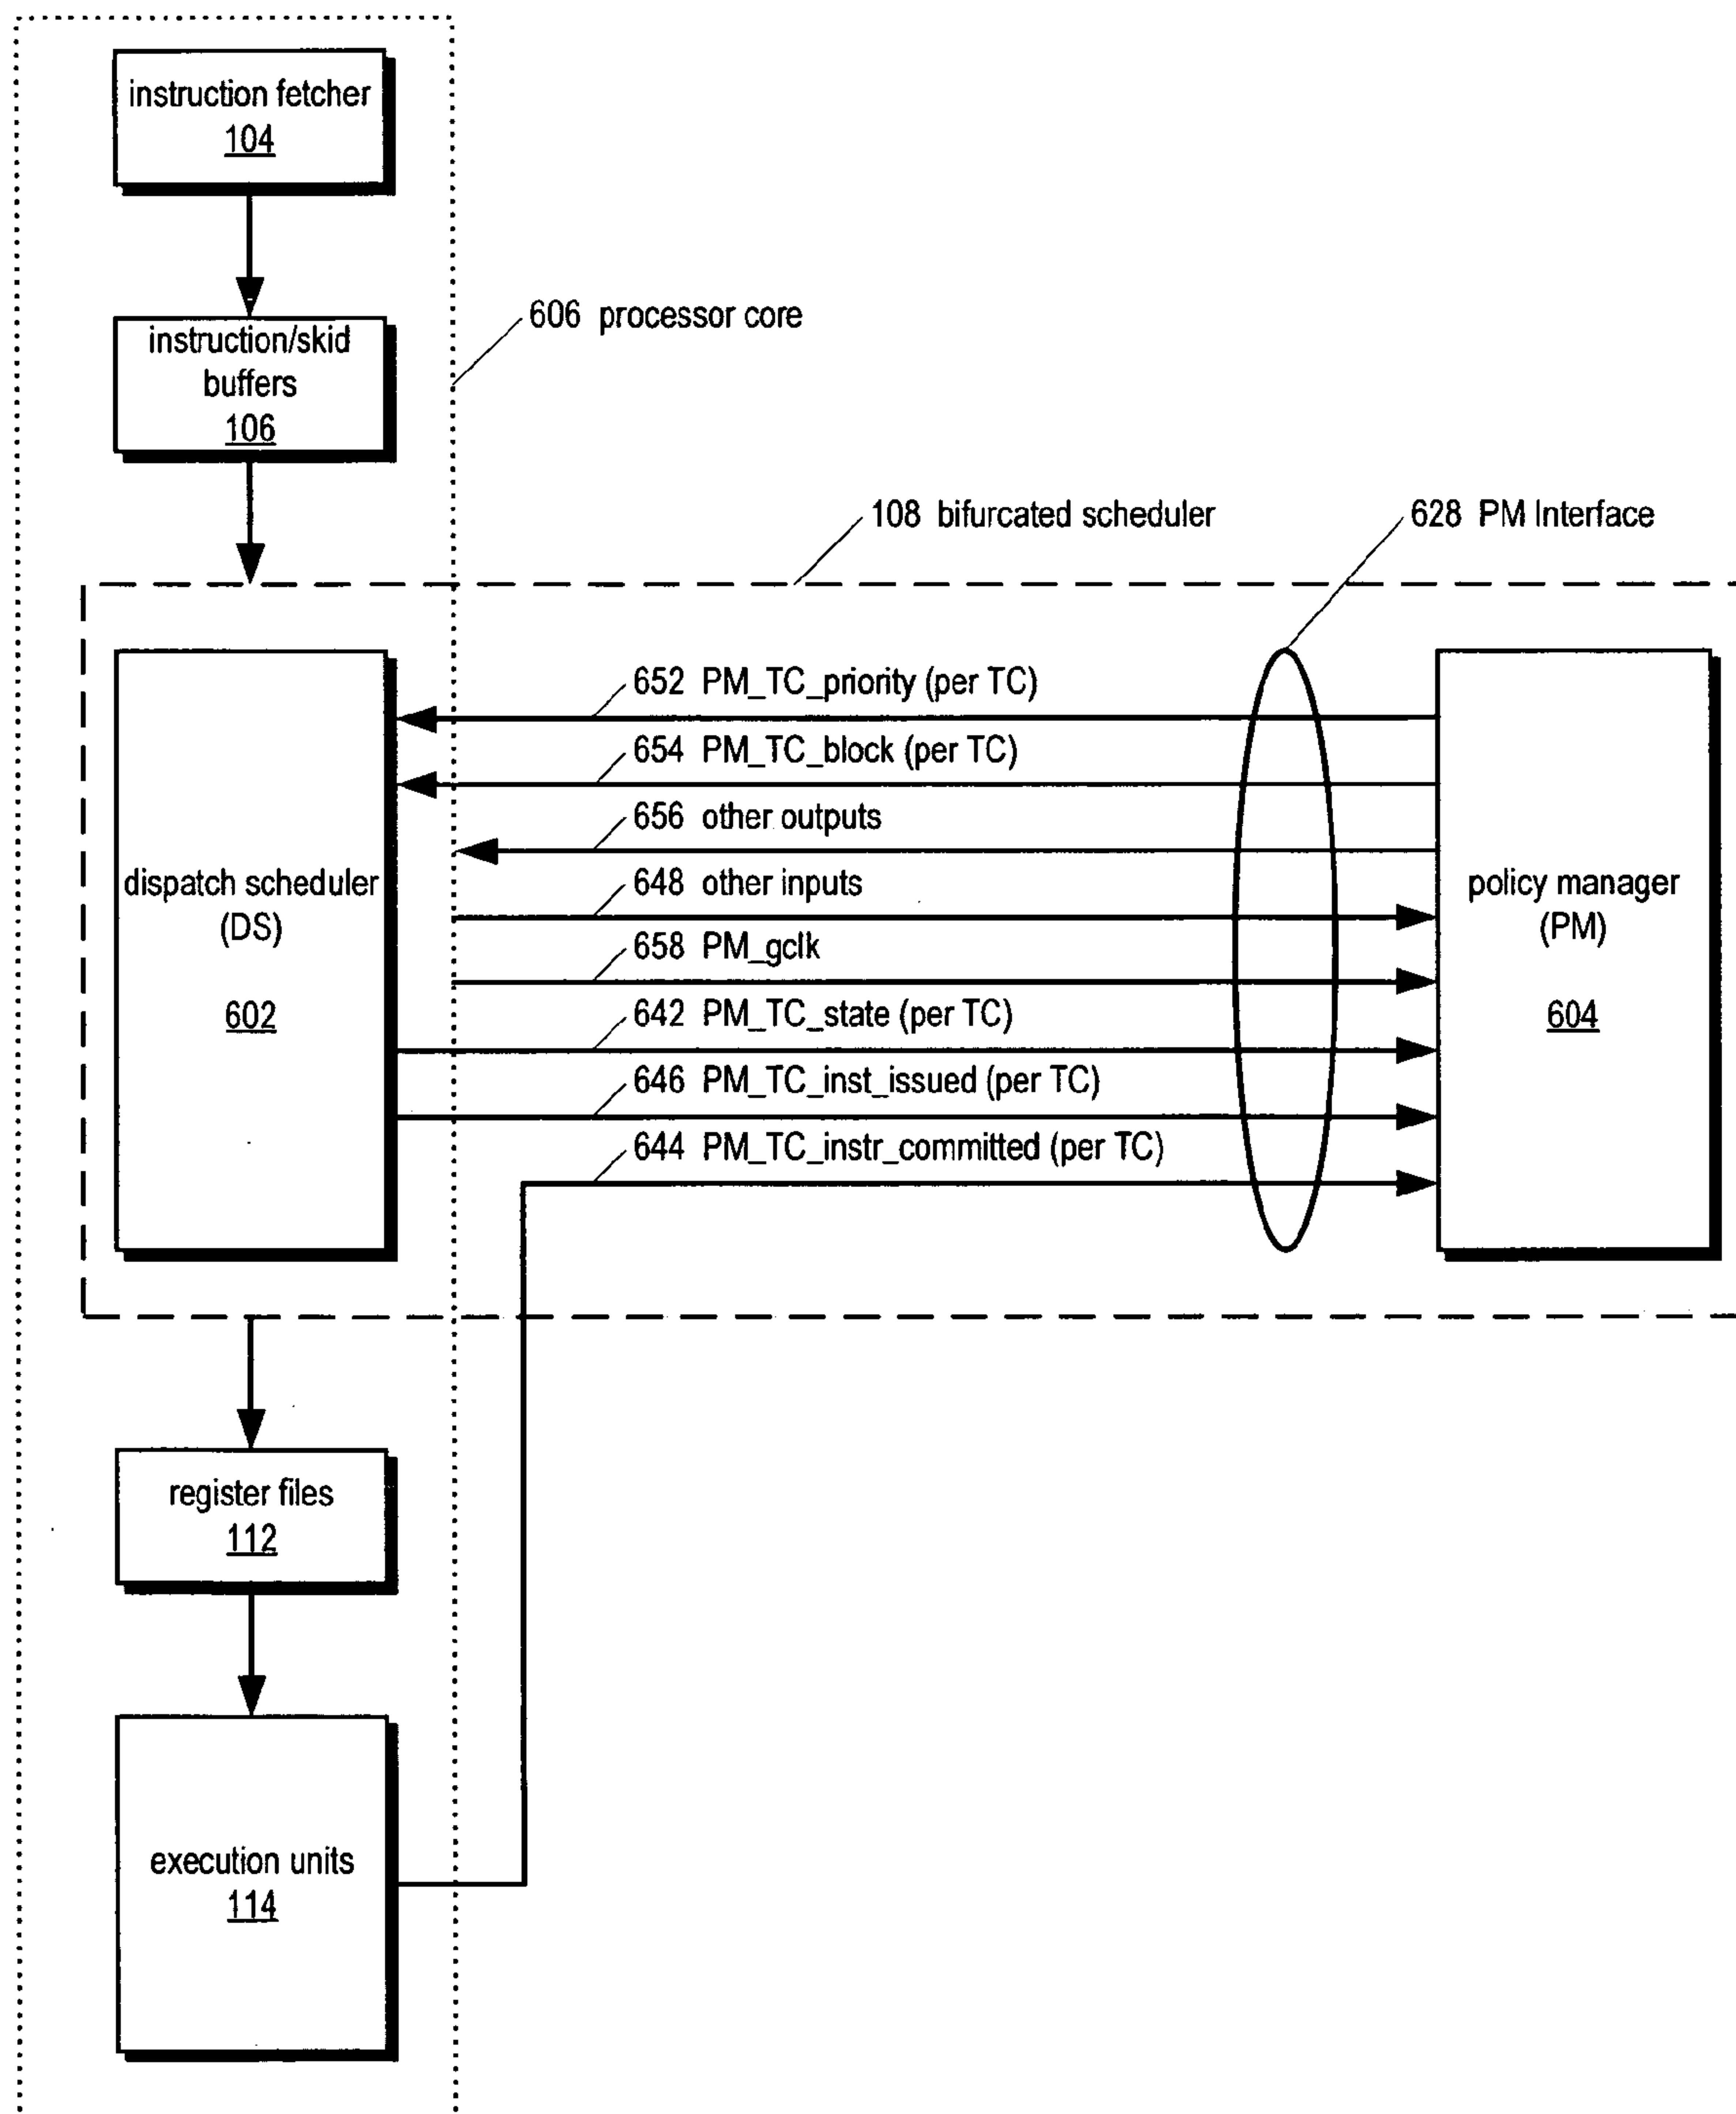 instruction fetcher
104
606 processor core
instruction/skid
buffers
106
108 bifurcated scheduler
628 PM Interface
652 PM_TC_priority (per TC)
654 PM_TC_block (per TC)
656 other outputs
648 other inputs
658 PM_gclk
642 PM_TC_state (per TC)
646 PM_TC_inst_issued (per TC)
644 PM_TC_instr_committed (per TC)
dispatch scheduler
(DS)
602
policy manager
(PM)
604
register files
112
execution units
114